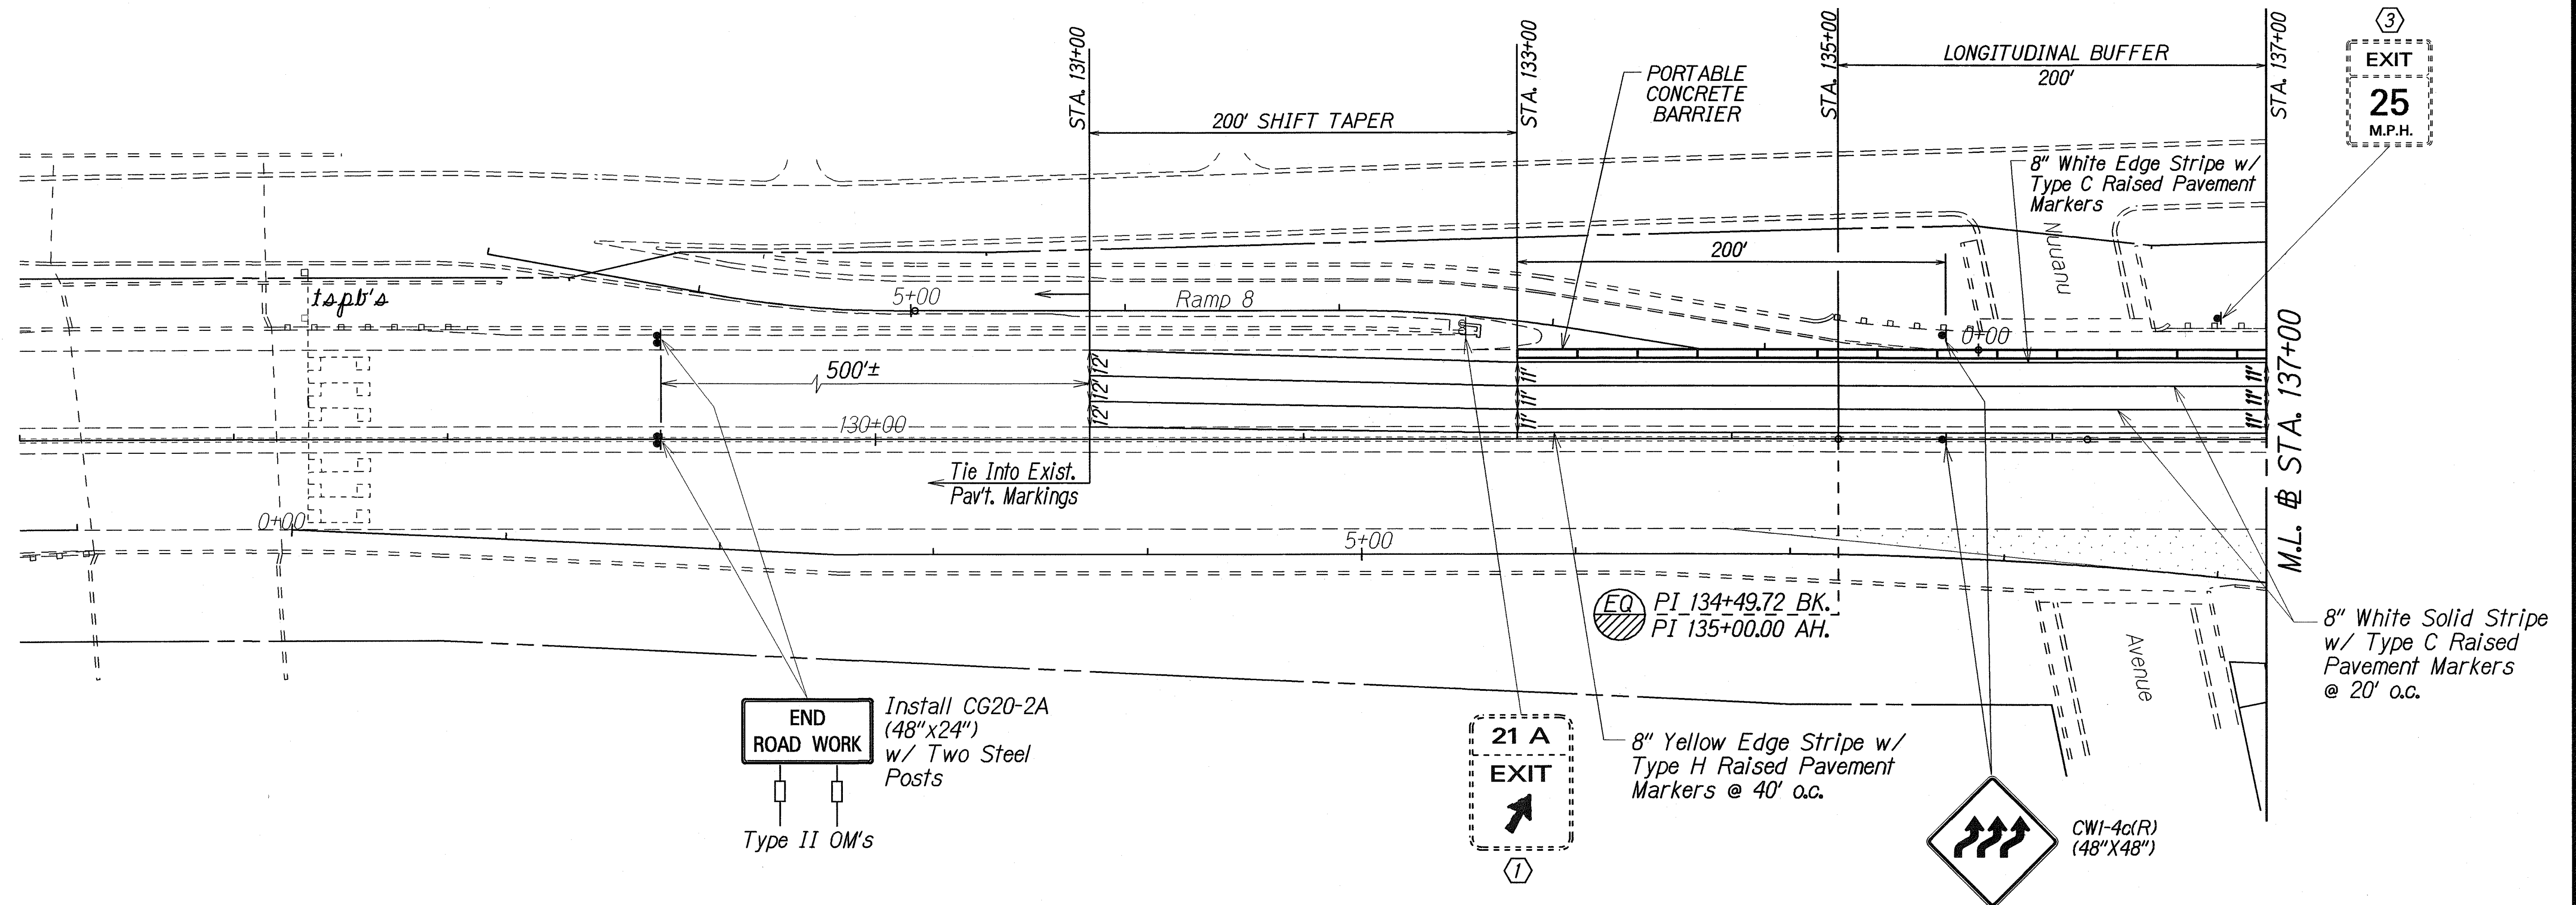 STA. 131+00
200' SHIFT TAPER
STA. 133+00
PORTABLE
CONCRETE
BARRIER
STA. 135+00
LONGITUDINAL BUFFER
200'
STA. 137+00
3
EXIT
25
M.P.H.
8" White Edge Stripe w/
Type C Raised Pavement
Markers
Nuuanu
200'
tspb's
5+00
Ramp 8
0+00
500'±
12' 12' 12'
11' 11' 11'
11' 11' 11'
130+00
Tie Into Exist.
Pav't. Markings
M.L. ⅊ STA. 137+00
0+00
5+00
EQ
PI 134+49.72 BK.
PI 135+00.00 AH.
Avenue
8" White Solid Stripe
w/ Type C Raised
Pavement Markers
@ 20' o.c.
END
ROAD WORK
Install CG20-2A
(48"x24")
w/ Two Steel
Posts
Type II OM's
21 A
EXIT
1
8" Yellow Edge Stripe w/
Type H Raised Pavement
Markers @ 40' o.c.
CW1-4c(R)
(48"X48")